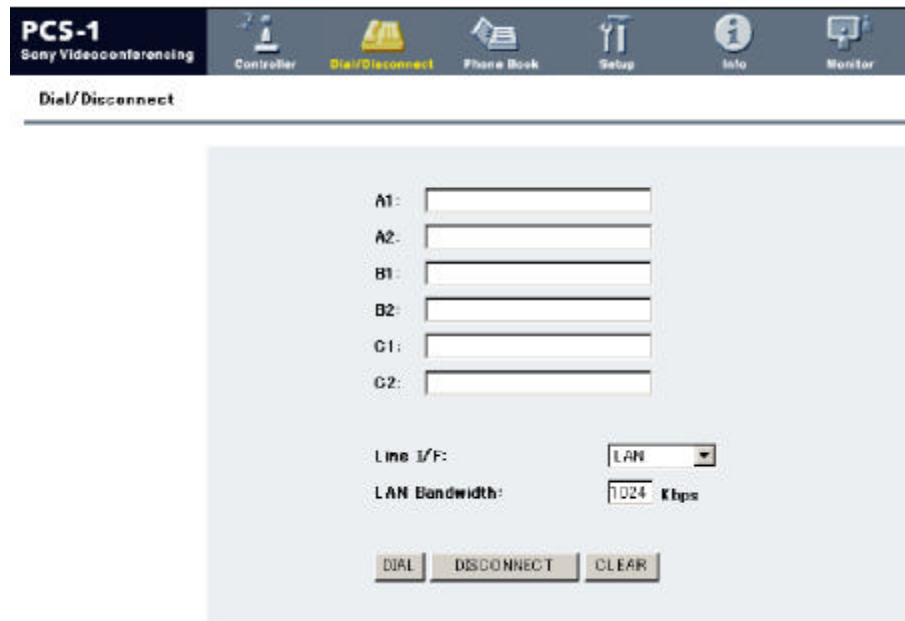 PCS-1
Sony Videoconferencing
Controller
Dial/Disconnect
Phone Book
Setup
Info
Monitor
Dial/Disconnect
A1:
A2:
B1:
B2:
C1:
C2:
Line I/F:
LAN
LAN Bandwidth:
1024 Kbps
DIAL
DISCONNECT
CLEAR